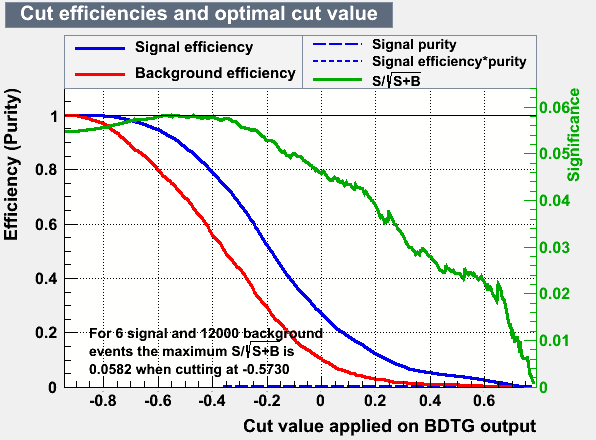 Cut efficiencies and optimal cut value
Signal efficiency
Background efficiency
Signal purity
Signal efficiency*purity
S/√S+B
Efficiency (Purity)
1
0.8
0.6
0.4
0.2
0
0.06
0.05
0.04
0.03
0.02
0.01
0
Significance
For 6 signal and 12000 background
events the maximum S/√S+B is
0.0582 when cutting at -0.5730
-0.8 -0.6 -0.4 -0.2 0 0.2 0.4 0.6
Cut value applied on BDTG output